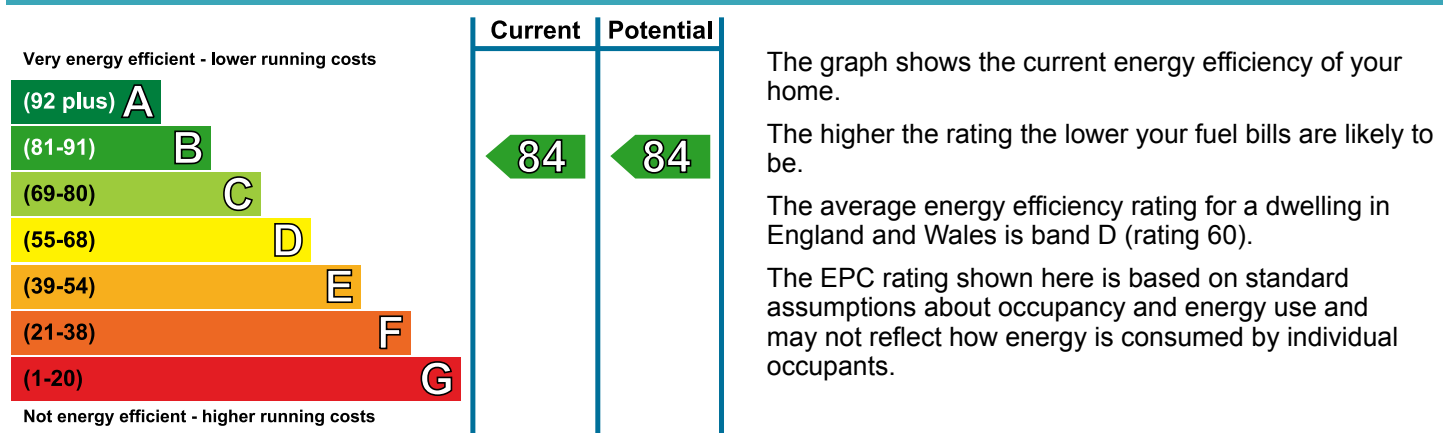 Current Potential
Very energy efficient - lower running costs
(92 plus) A
(81-91) B
84 84
(69-80) C
(55-68) D
(39-54) E
(21-38) F
(1-20) G
Not energy efficient - higher running costs
The graph shows the current energy efficiency of your
home.
The higher the rating the lower your fuel bills are likely to
be.
The average energy efficiency rating for a dwelling in
England and Wales is band D (rating 60).
The EPC rating shown here is based on standard
assumptions about occupancy and energy use and
may not reflect how energy is consumed by individual
occupants.